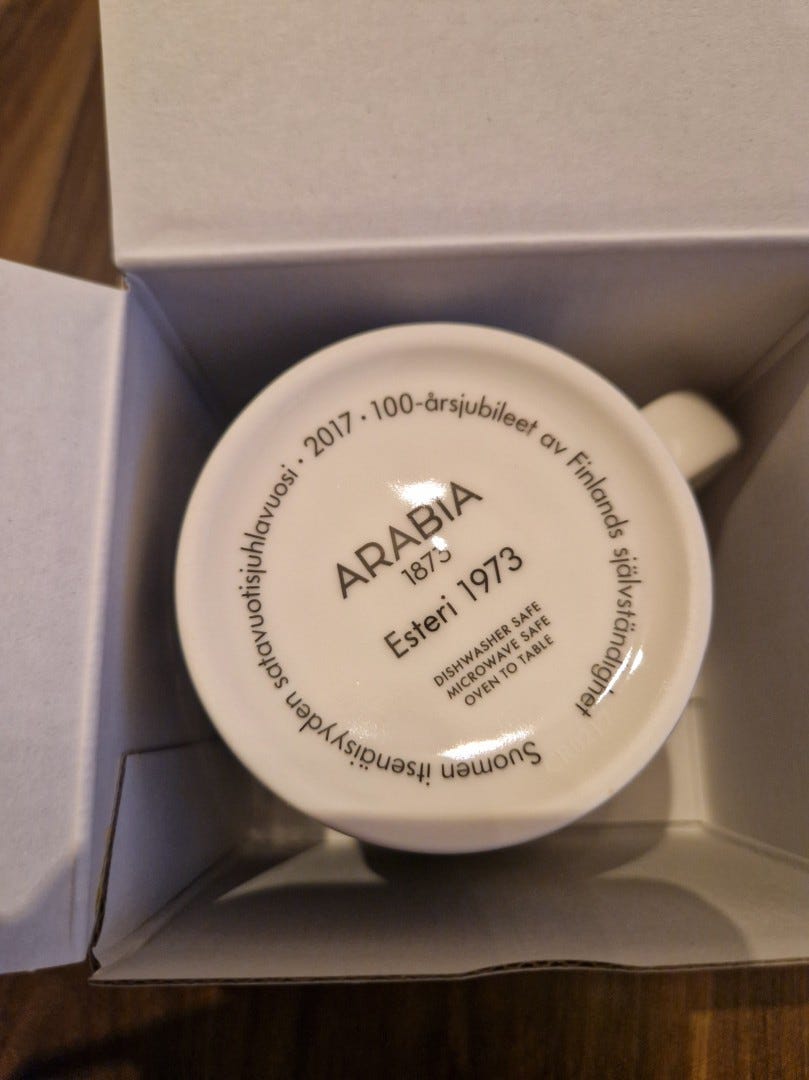 Suomen itsenäisyyden satavuotisjuhlavuosi · 2017 · 100-årsjubileet av Finlands självständighet
ARABIA
1873
Esteri 1973
DISHWASHER SAFE
MICROWAVE SAFE
OVEN TO TABLE